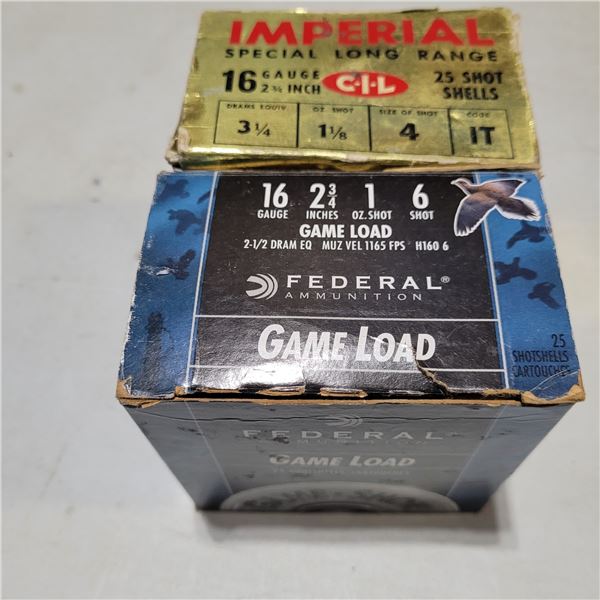 IMPERIAL
SPECIAL LONG RANGE
16 GAUGE 2¾ INCH C-I-L 25 SHOT SHELLS
DRAMS EQUIV. OZ. SHOT SIZE OF SHOT CODE
3¼ 1⅛ 4 IT
16 2 3/4 1 6
GAUGE INCHES OZ. SHOT SHOT
GAME LOAD
2-1/2 DRAM EQ MUZ VEL 1165 FPS H160 6
FEDERAL®
AMMUNITION
GAME LOAD
25
SHOTSHELLS
CARTOUCHES
FEDERAL
GAME LOAD